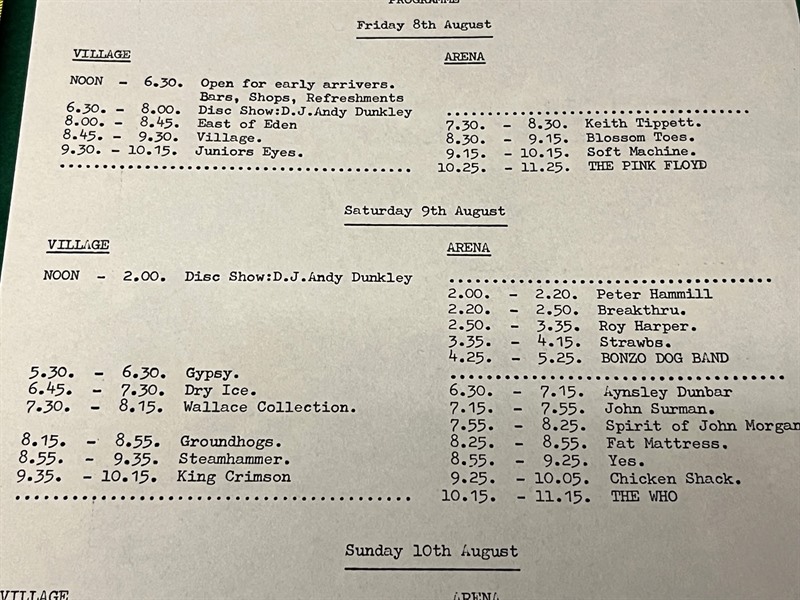 PROGRAMME
Friday 8th August
VILLAGE
NOON - 6.30. Open for early arrivers.
Bars, Shops, Refreshments
6.30. - 8.00. Disc Show:D.J.Andy Dunkley
8.00 - 8.45. East of Eden
8.45. - 9.30. Village.
9.30 - 10.15. Juniors Eyes.
ARENA
7.30. - 8.30. Keith Tippett.
8.30. - 9.15. Blossom Toes.
9.15. - 10.15. Soft Machine.
10.25 - 11.25. THE PINK FLOYD
Saturday 9th August
VILLAGE
NOON - 2.00. Disc Show:D.J.Andy Dunkley
5.30. - 6.30. Gypsy.
6.45. - 7.30. Dry Ice.
7.30. - 8.15. Wallace Collection.
8.15. - 8.55. Groundhogs.
8.55. - 9.35. Steamhammer.
9.35. - 10.15. King Crimson
ARENA
2.00. - 2.20. Peter Hammill
2.20. - 2.50. Breakthru.
2.50. - 3.35. Roy Harper.
3.35. - 4.15. Strawbs.
4.25. - 5.25. BONZO DOG BAND
6.30. - 7.15. Aynsley Dunbar
7.15. - 7.55. John Surman.
7.55. - 8.25. Spirit of John Morgan
8.25. - 8.55. Fat Mattress.
8.55. - 9.25. Yes.
9.25. - 10.05. Chicken Shack.
10.15. - 11.15. THE WHO
Sunday 10th August
VILLAGE
ARENA